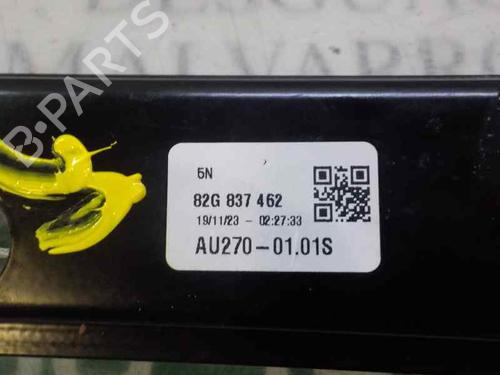 B-PARTS
5N
82G 837 462
19/11/23 - 02:27:33
AU270-01.01S